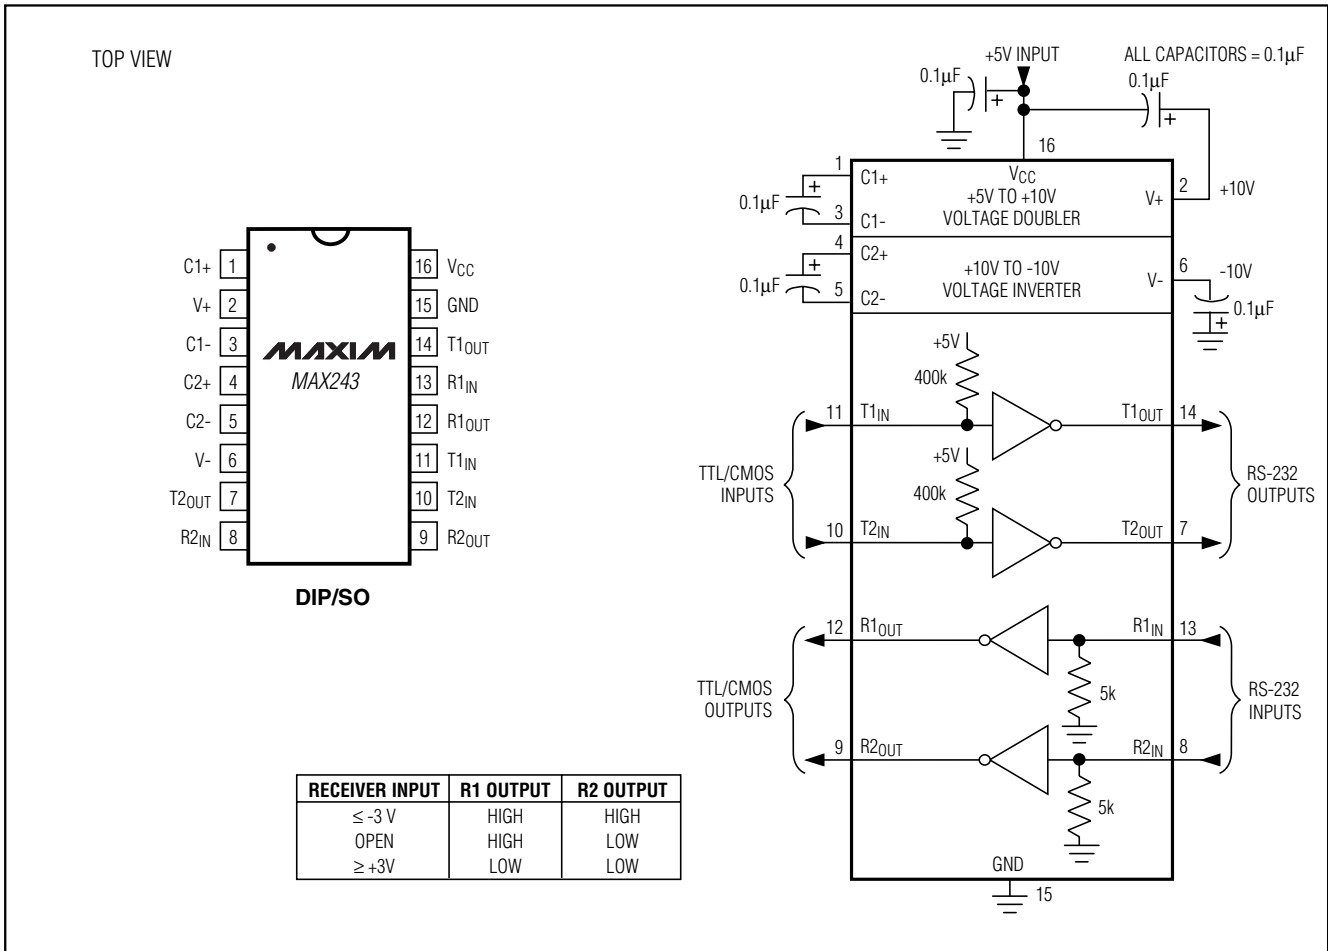 TOP VIEW
C1+ 1
V+ 2
C1- 3
C2+ 4
C2- 5
V- 6
T2OUT 7
R2IN 8
16 VCC
15 GND
14 T1OUT
13 R1IN
12 R1OUT
11 T1IN
10 T2IN
9 R2OUT
MAXIM
MAX243
DIP/SO
RECEIVER INPUT R1 OUTPUT R2 OUTPUT
≤ -3 V HIGH HIGH
OPEN HIGH LOW
≥ +3V LOW LOW
+5V INPUT
ALL CAPACITORS = 0.1µF
0.1µF
+
0.1µF
+
16
VCC
+5V TO +10V
VOLTAGE DOUBLER
1
C1+
+
0.1µF
3
C1-
V+
2
+10V
4
C2+
+
0.1µF
5
C2-
+10V TO -10V
VOLTAGE INVERTER
V-
6
-10V
0.1µF
+
+5V
400k
11 T1IN
T1OUT 14
+5V
400k
TTL/CMOS
INPUTS
RS-232
OUTPUTS
10 T2IN
T2OUT 7
12 R1OUT
R1IN 13
5k
TTL/CMOS
OUTPUTS
RS-232
INPUTS
9 R2OUT
R2IN 8
5k
GND
15